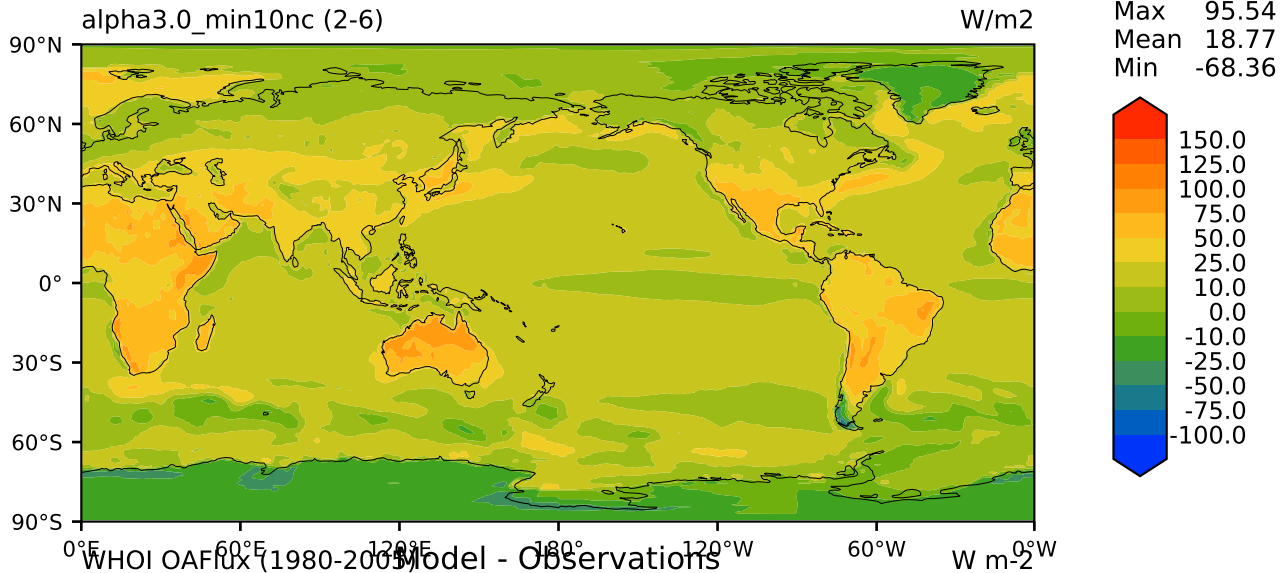 alpha3.0_min10nc (2-6) W/m2
Max 95.54
Mean 18.77
Min -68.36
90°N
60°N
30°N
0°
30°S
60°S
90°S
0°E 60°E 120°E 180° 120°W 60°W 0°W
150.0
125.0
100.0
75.0
50.0
25.0
10.0
0.0
-10.0
-25.0
-50.0
-75.0
-100.0
WHOI OAFlux (1980-2005) Model - Observations W m-2